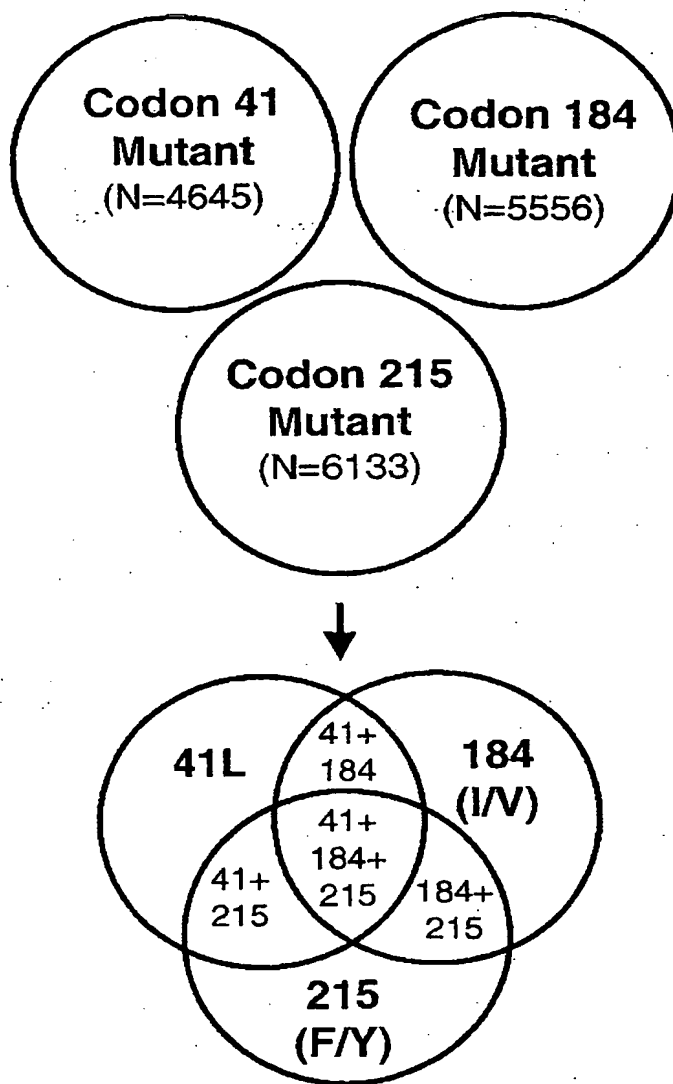 Codon 41
Mutant
(N=4645)
Codon 184
Mutant
(N=5556)
Codon 215
Mutant
(N=6133)
41L
41+
184
184
(I/V)
41+
184+
215
41+
215
184+
215
215
(F/Y)